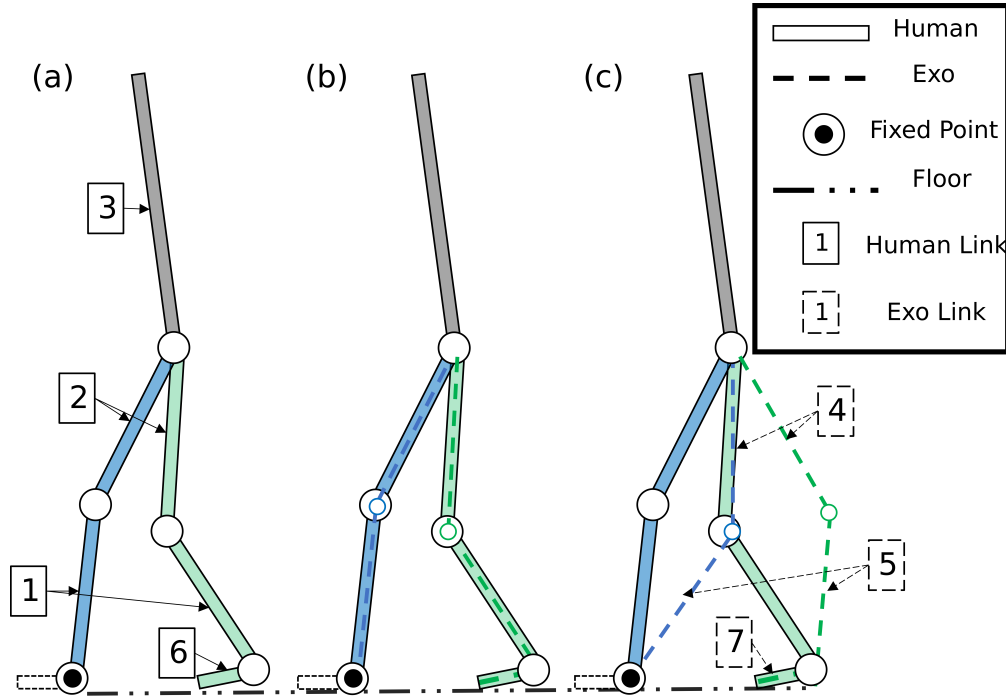 (a)
(b)
(c)
Human
Exo
Fixed Point
Floor
1 Human Link
1 Exo Link
3
2
1
6
4
5
7